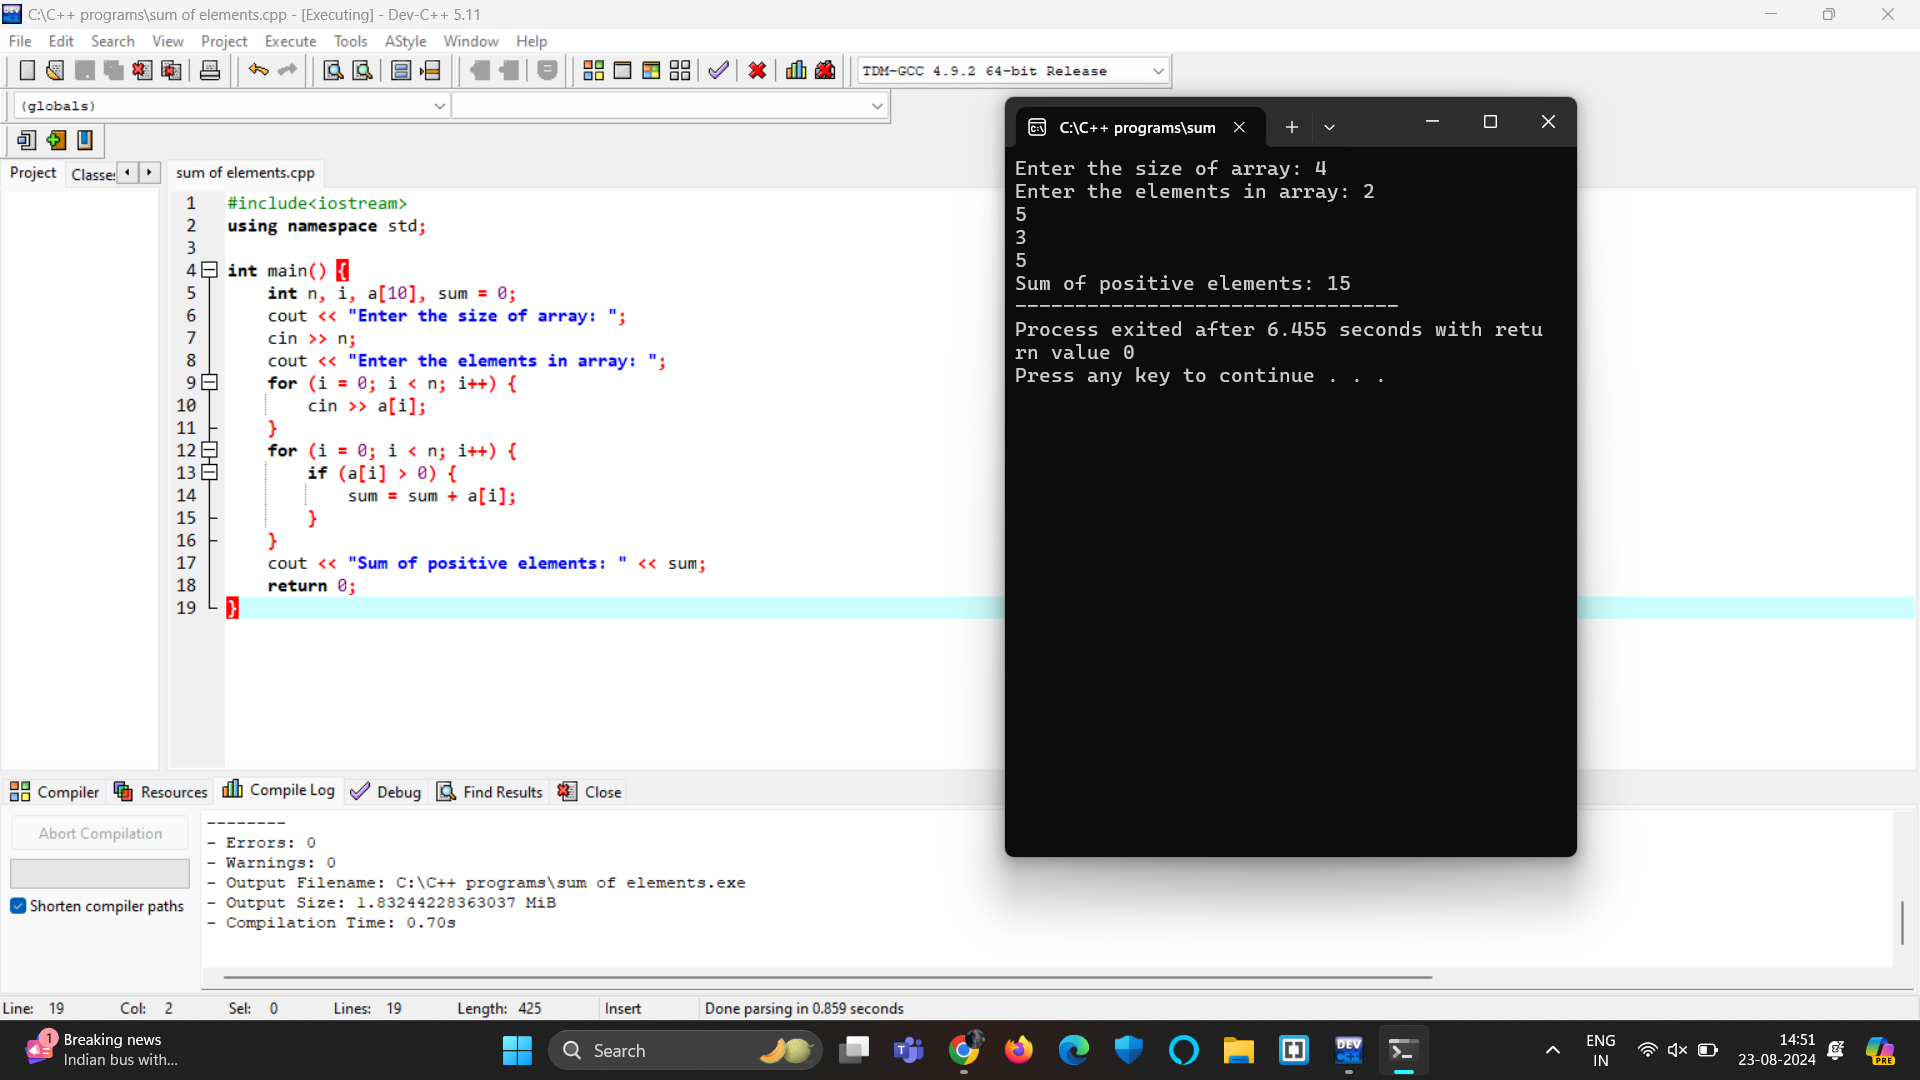 C:\C++ programs\sum of elements.cpp - [Executing] - Dev-C++ 5.11
File Edit Search View Project Execute Tools AStyle Window Help
TDM-GCC 4.9.2 64-bit Release
(globals)
Project Classes sum of elements.cpp
1 #include<iostream>
2 using namespace std;
3
4 int main() {
5 int n, i, a[10], sum = 0;
6 cout << "Enter the size of array: ";
7 cin >> n;
8 cout << "Enter the elements in array: ";
9 for (i = 0; i < n; i++) {
10 cin >> a[i];
11 }
12 for (i = 0; i < n; i++) {
13 if (a[i] > 0) {
14 sum = sum + a[i];
15 }
16 }
17 cout << "Sum of positive elements: " << sum;
18 return 0;
19 }
C:\C++ programs\sum
Enter the size of array: 4
Enter the elements in array: 2
5
3
5
Sum of positive elements: 15
--------------------------------
Process exited after 6.455 seconds with retu
rn value 0
Press any key to continue . . .
Compiler Resources Compile Log Debug Find Results Close
Abort Compilation
Shorten compiler paths
--------
- Errors: 0
- Warnings: 0
- Output Filename: C:\C++ programs\sum of elements.exe
- Output Size: 1.83244228363037 MiB
- Compilation Time: 0.70s
Line: 19 Col: 2 Sel: 0 Lines: 19 Length: 425 Insert Done parsing in 0.859 seconds
1
Breaking news
Indian bus with...
Search
DEV
C++
ENG
IN
14:51
23-08-2024
PRE